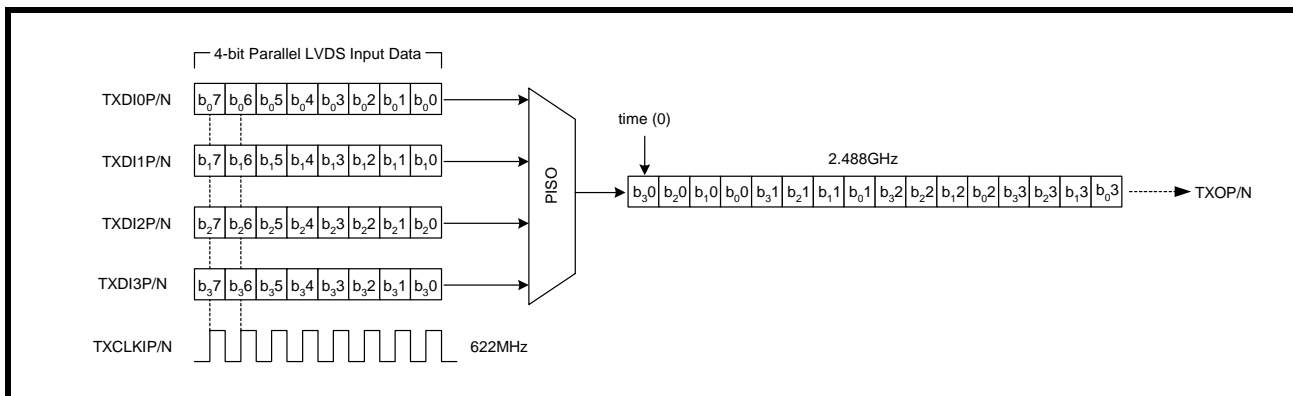 4-bit Parallel LVDS Input Data
TXDI0P/N b₀7 b₀6 b₀5 b₀4 b₀3 b₀2 b₀1 b₀0
TXDI1P/N b₁7 b₁6 b₁5 b₁4 b₁3 b₁2 b₁1 b₁0
TXDI2P/N b₂7 b₂6 b₂5 b₂4 b₂3 b₂2 b₂1 b₂0
TXDI3P/N b₃7 b₃6 b₃5 b₃4 b₃3 b₃2 b₃1 b₃0
TXCLKIP/N 622MHz
PISO
time (0)
2.488GHz
b₃0 b₂0 b₁0 b₀0 b₃1 b₂1 b₁1 b₀1 b₃2 b₂2 b₁2 b₀2 b₃3 b₂3 b₁3 b₀3 TXOP/N